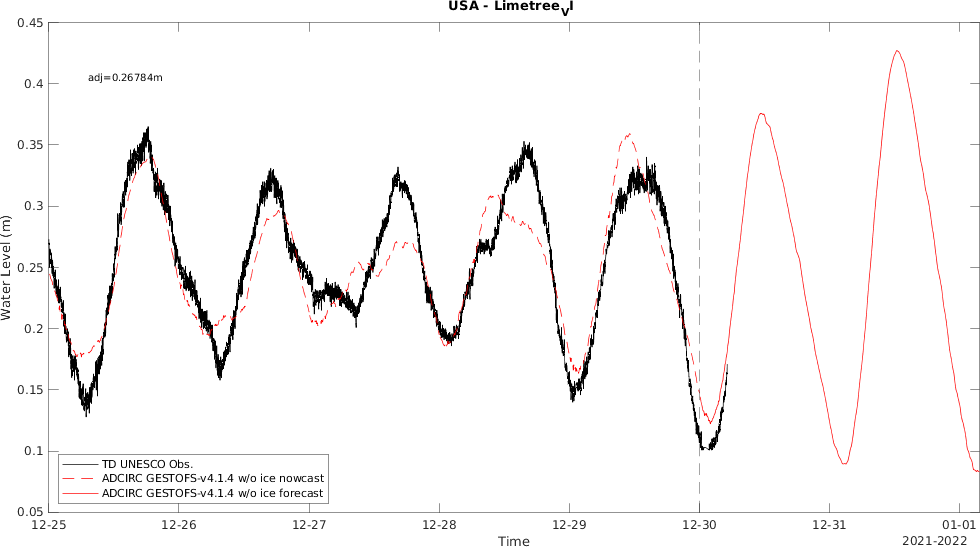 USA - Limetree_VI
0.45
0.4
0.35
0.3
0.25
0.2
0.15
0.1
0.05
Water Level (m)
adj=0.26784m
TD UNESCO Obs.
ADCIRC GESTOFS-v4.1.4 w/o ice nowcast
ADCIRC GESTOFS-v4.1.4 w/o ice forecast
12-25 12-26 12-27 12-28 12-29 12-30 12-31 01-01
Time
2021-2022